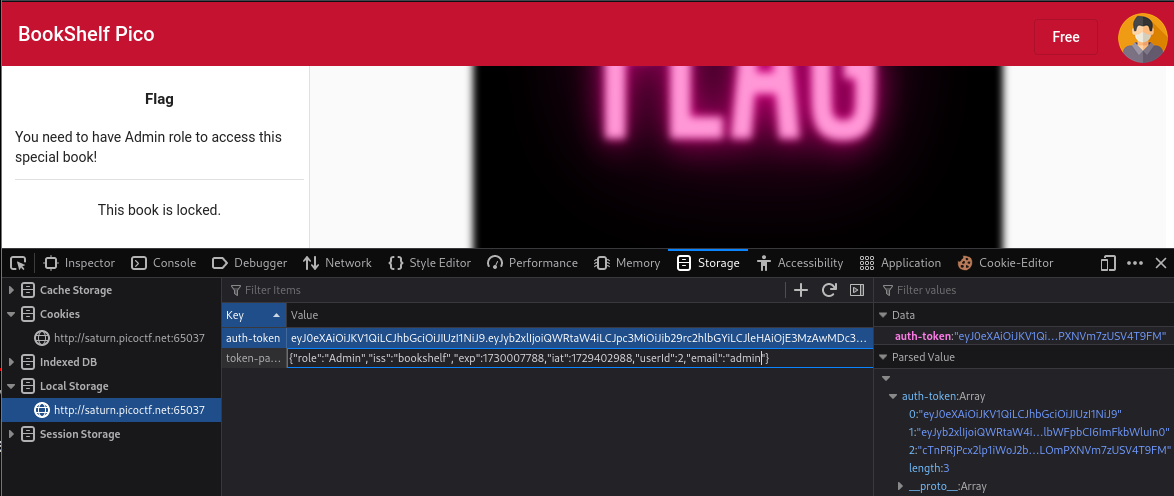 BookShelf Pico
Free
FLAG
Flag
You need to have Admin role to access this
special book!
This book is locked.
Inspector Console Debugger Network Style Editor Performance Memory Storage Accessibility Application Cookie-Editor
Cache Storage
Cookies
http://saturn.picoctf.net:65037
Indexed DB
Local Storage
http://saturn.picoctf.net:65037
Session Storage
Filter Items
Key Value
auth-token eyJ0eXAiOiJKV1QiLCJhbGciOiJIUzI1NiJ9.eyJyb2xlIjoiQWRtaW4iLCJpc3MiOiJib29rc2hlbGYiLCJleHAiOjE3MzAwMDc3...
token-pa... {"role":"Admin","iss":"bookshelf","exp":1730007788,"iat":1729402988,"userId":2,"email":"admin"}
Filter values
Data
auth-token:"eyJ0eXAiOiJKV1Qi...PXNVm7zUSV4T9FM"
Parsed Value
auth-token:Array
0:"eyJ0eXAiOiJKV1QiLCJhbGciOiJIUzI1NiJ9"
1:"eyJyb2xlIjoiQWRtaW4i...lbWFpbCI6ImFkbWluIn0"
2:"cTnPRjPcx2lp1iWoJ2b...LOmPXNVm7zUSV4T9FM"
length:3
__proto__:Array